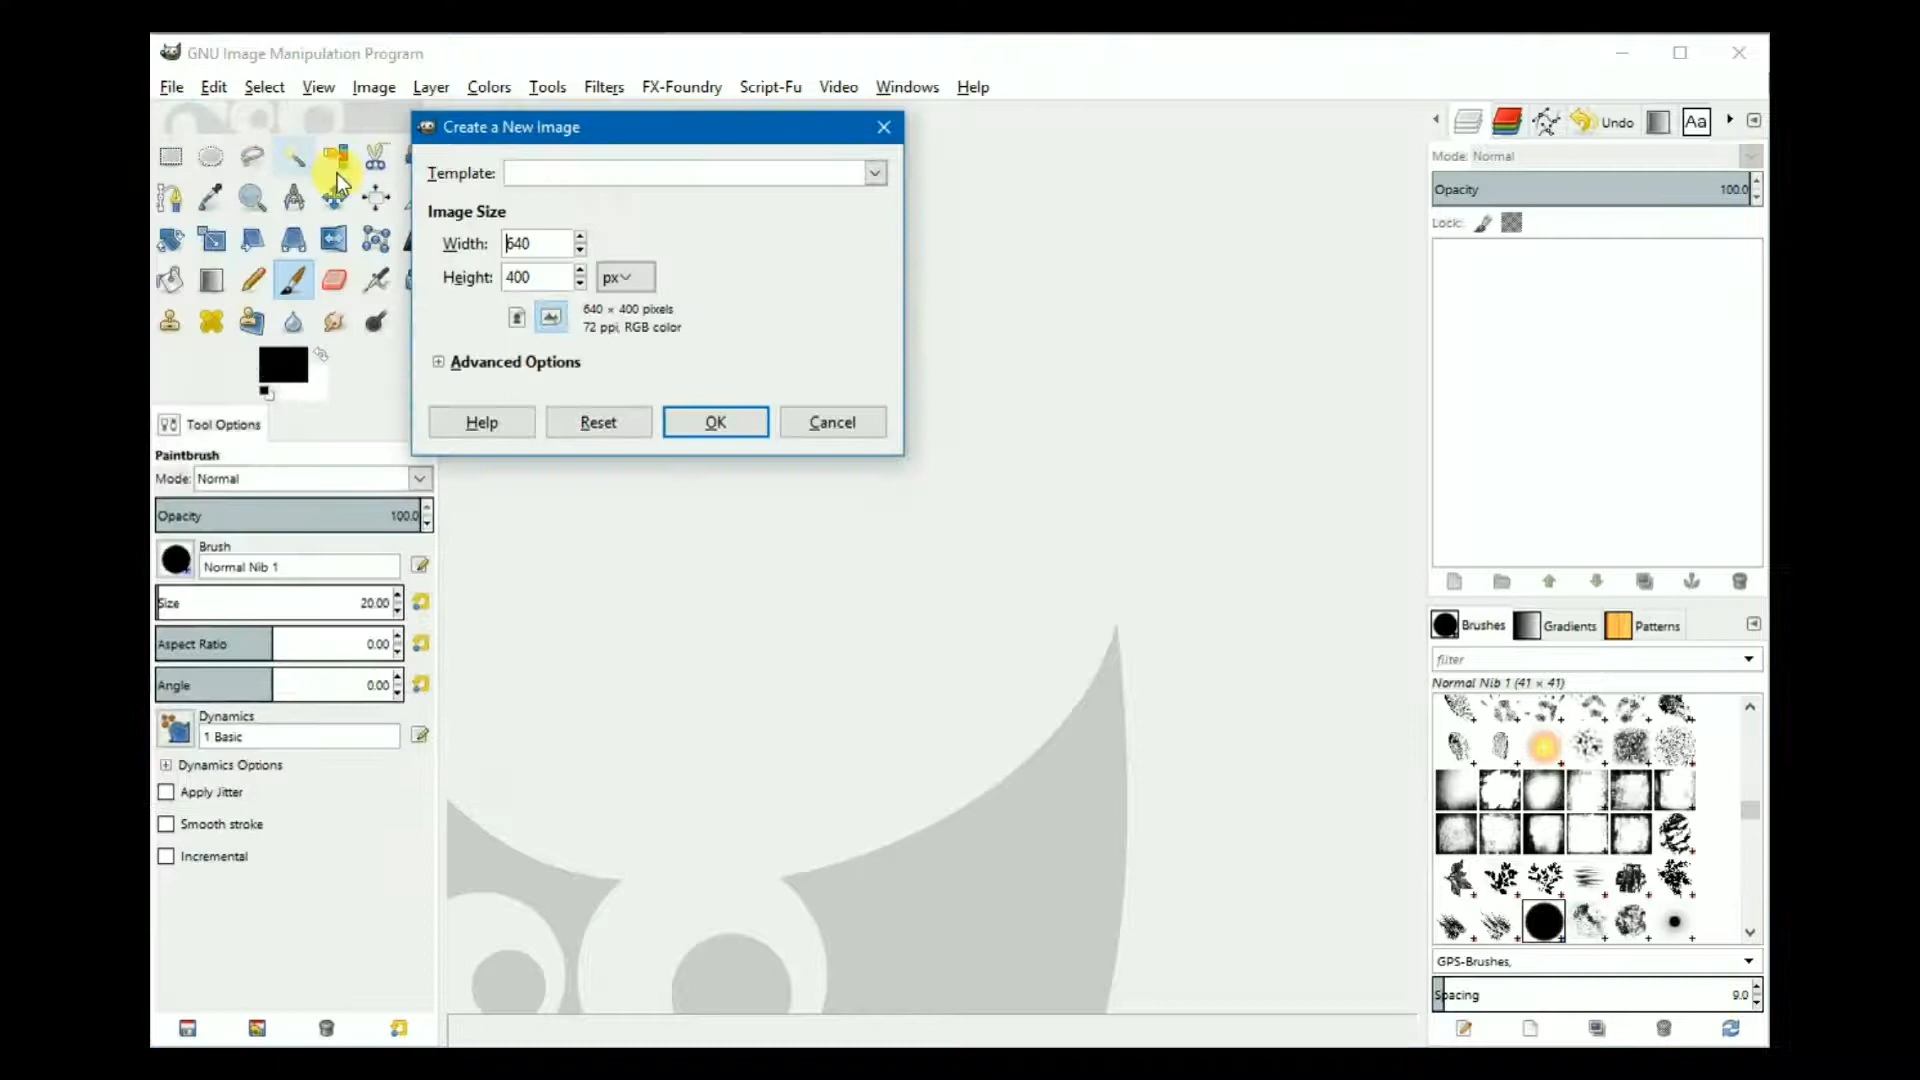 GNU Image Manipulation Program
File Edit Select View Image Layer Colors Tools Filters FX-Foundry Script-Fu Video Windows Help
Create a New Image
Template:
Image Size
Width: 640
Height: 400 px
640 × 400 pixels
72 ppi, RGB color
Advanced Options
Help Reset OK Cancel
Tool Options
Paintbrush
Mode: Normal
Opacity 100.0
Brush
Normal Nib 1
Size 20.00
Aspect Ratio 0.00
Angle 0.00
Dynamics
1 Basic
Dynamics Options
Apply Jitter
Smooth stroke
Incremental
Undo Aa
Mode: Normal
Opacity 100.0
Lock:
Brushes Gradients Patterns
filter
Normal Nib 1 (41 × 41)
GPS-Brushes,
Spacing 9.0